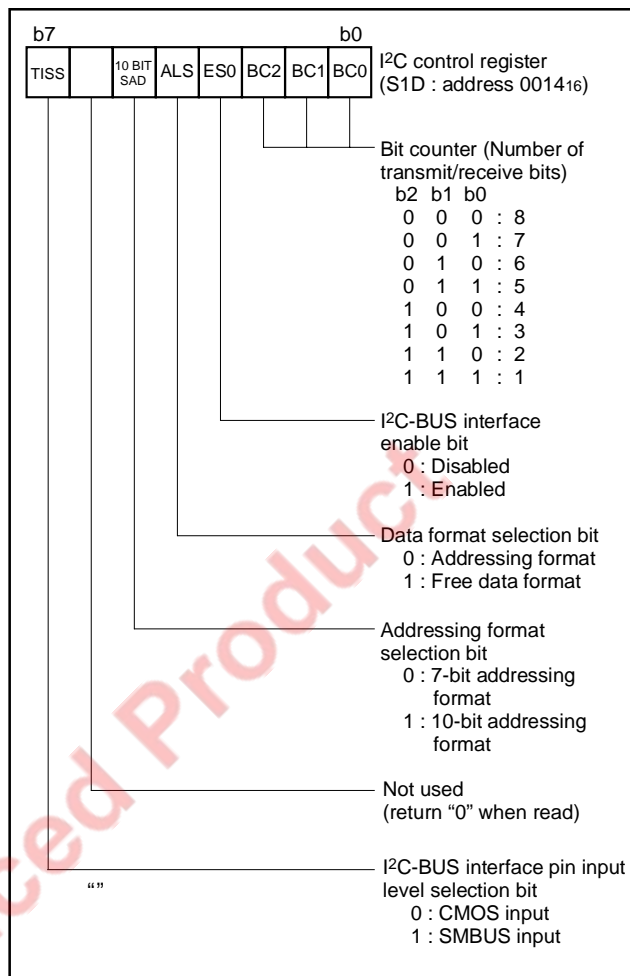 b7 b0
TISS 10 BIT SAD ALS ES0 BC2 BC1 BC0
I2C control register
(S1D : address 001416)
Bit counter (Number of
transmit/receive bits)
b2 b1 b0
0 0 0 : 8
0 0 1 : 7
0 1 0 : 6
0 1 1 : 5
1 0 0 : 4
1 0 1 : 3
1 1 0 : 2
1 1 1 : 1
I2C-BUS interface
enable bit
0 : Disabled
1 : Enabled
Data format selection bit
0 : Addressing format
1 : Free data format
Addressing format
selection bit
0 : 7-bit addressing
format
1 : 10-bit addressing
format
Not used
(return “0” when read)
I2C-BUS interface pin input
level selection bit
0 : CMOS input
1 : SMBUS input
“”
ced Product